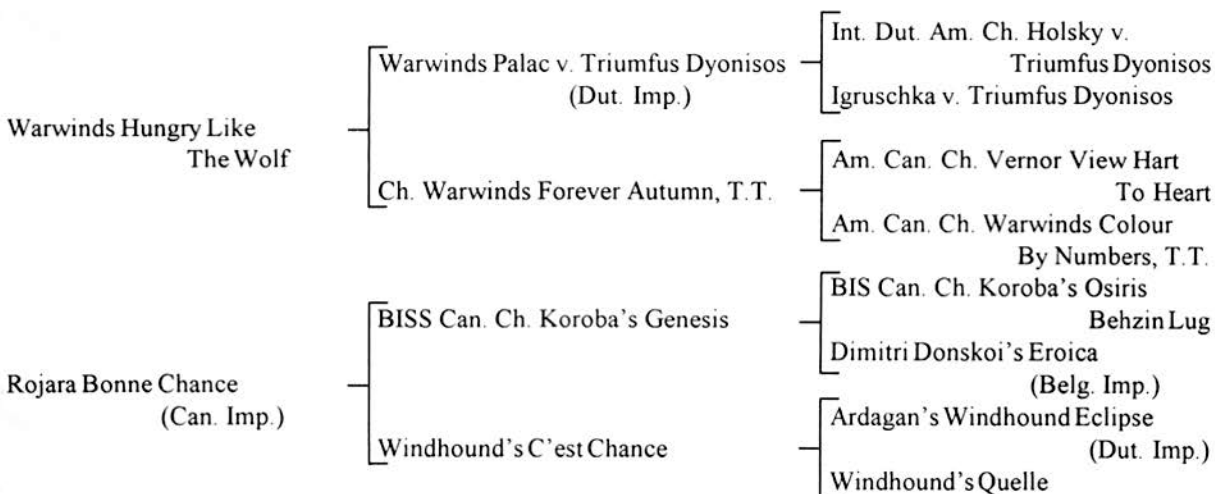 Int. Dut. Am. Ch. Holsky v.
Triumfus Dyonisos
Warwinds Palac v. Triumfus Dyonisos
(Dut. Imp.)
Igruschka v. Triumfus Dyonisos
Warwinds Hungry Like
The Wolf
Am. Can. Ch. Vernor View Hart
To Heart
Ch. Warwinds Forever Autumn, T.T.
Am. Can. Ch. Warwinds Colour
By Numbers, T.T.
BIS Can. Ch. Koroba's Osiris
Behzin Lug
BISS Can. Ch. Koroba's Genesis
Dimitri Donskoi's Eroica
(Belg. Imp.)
Rojara Bonne Chance
(Can. Imp.)
Ardagan's Windhound Eclipse
(Dut. Imp.)
Windhound's C'est Chance
Windhound's Quelle